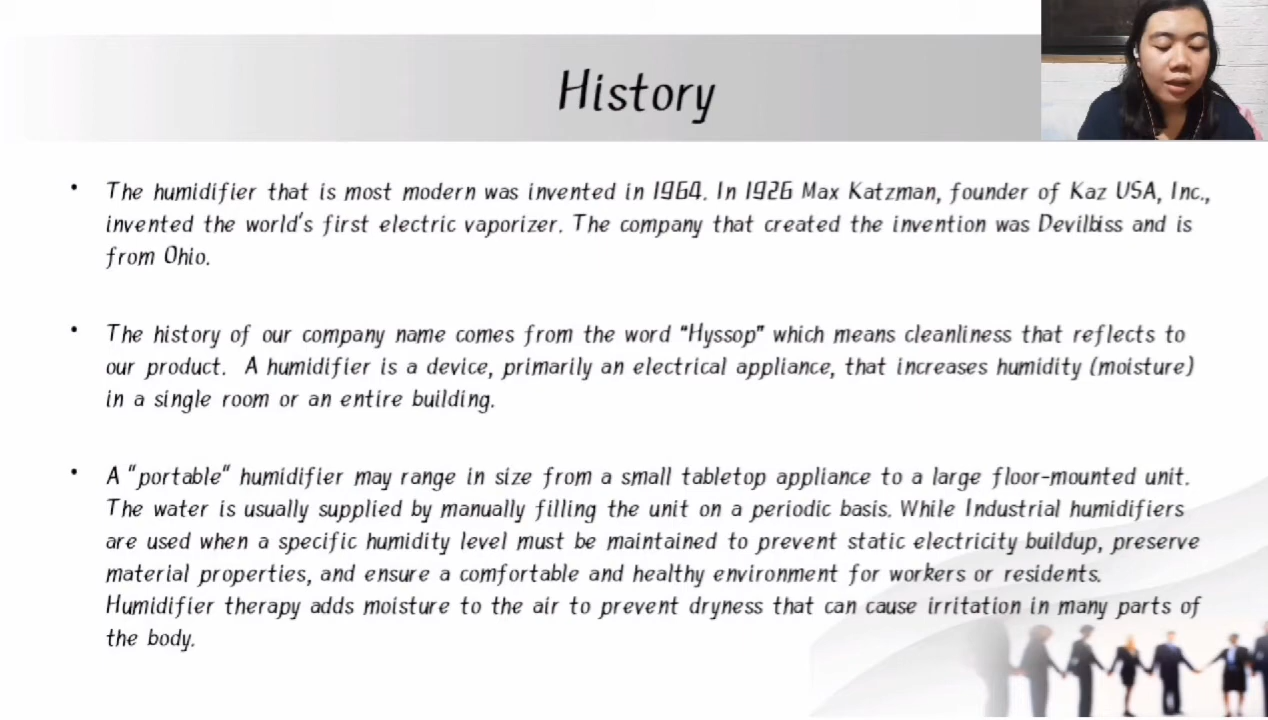 History
• The humidifier that is most modern was invented in 1964. In 1926 Max Katzman, founder of Kaz USA, Inc.,
invented the world's first electric vaporizer. The company that created the invention was Devilbiss and is
from Ohio.
• The history of our company name comes from the word "Hyssop" which means cleanliness that reflects to
our product. A humidifier is a device, primarily an electrical appliance, that increases humidity (moisture)
in a single room or an entire building.
• A "portable" humidifier may range in size from a small tabletop appliance to a large floor-mounted unit.
The water is usually supplied by manually filling the unit on a periodic basis. While Industrial humidifiers
are used when a specific humidity level must be maintained to prevent static electricity buildup, preserve
material properties, and ensure a comfortable and healthy environment for workers or residents.
Humidifier therapy adds moisture to the air to prevent dryness that can cause irritation in many parts of
the body.